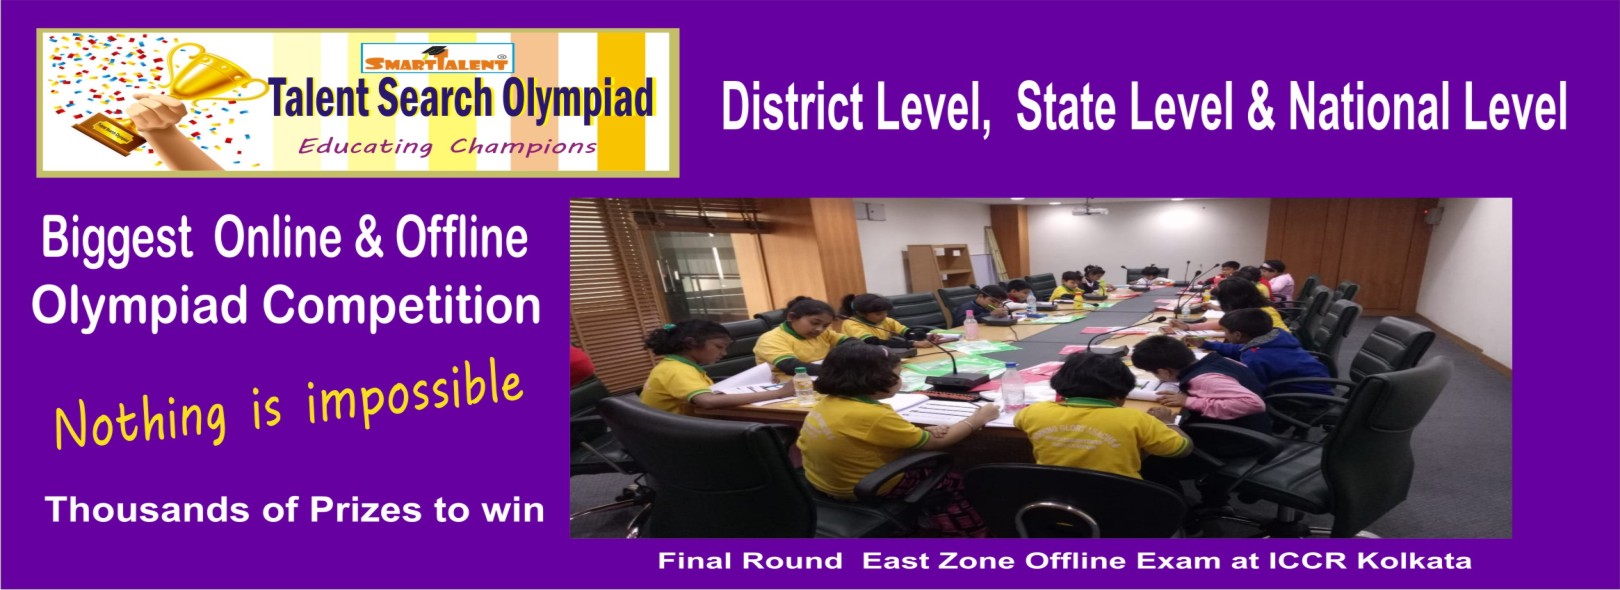 SMARTTALENT®
Talent Search Olympiad
Educating Champions
District Level, State Level & National Level
Biggest Online & Offline
Olympiad Competition
Nothing is impossible
Thousands of Prizes to win
Final Round East Zone Offline Exam at ICCR Kolkata